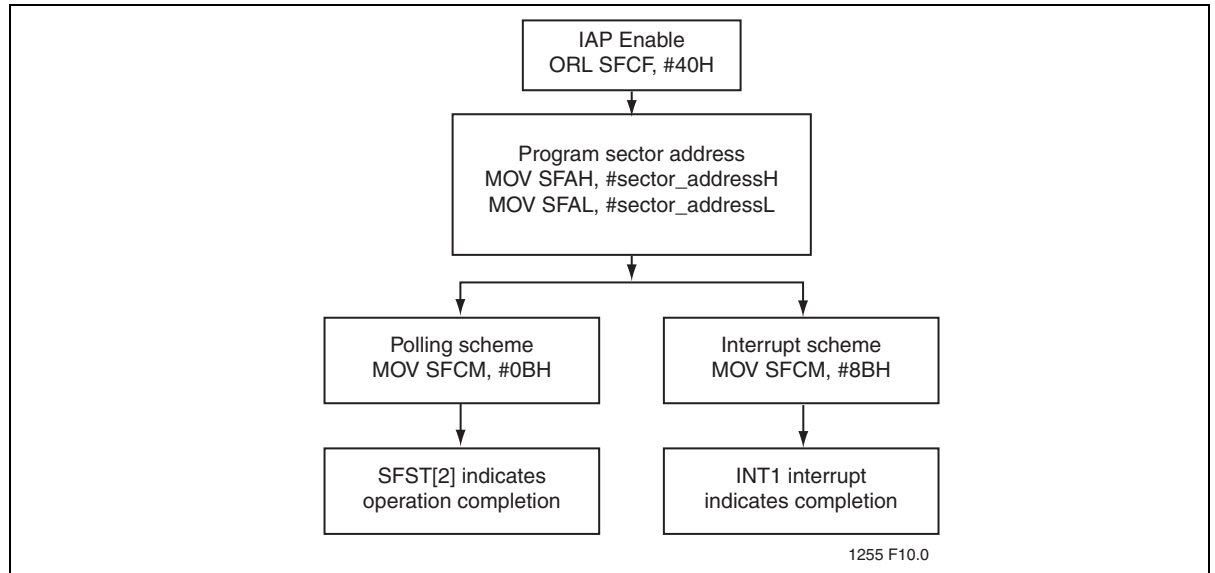 IAP Enable
ORL SFCF, #40H
Program sector address
MOV SFAH, #sector_addressH
MOV SFAL, #sector_addressL
Polling scheme
MOV SFCM, #0BH
Interrupt scheme
MOV SFCM, #8BH
SFST[2] indicates
operation completion
INT1 interrupt
indicates completion
1255 F10.0